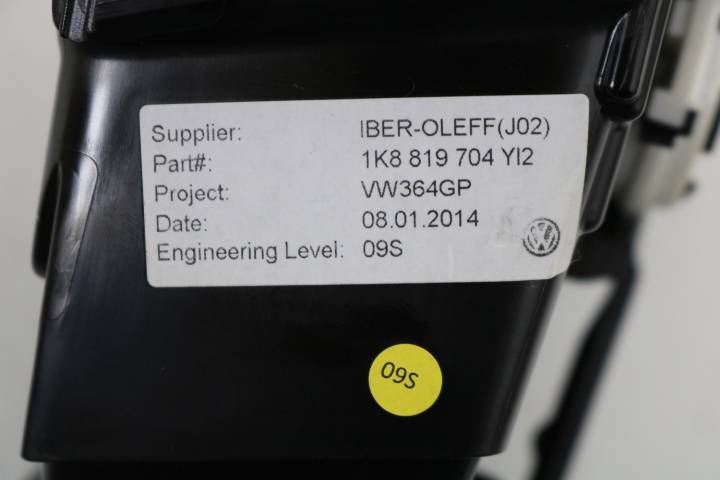 Supplier: IBER-OLEFF(J02)
Part#: 1K8 819 704 YI2
Project: VW364GP
Date: 08.01.2014
Engineering Level: 09S
09S